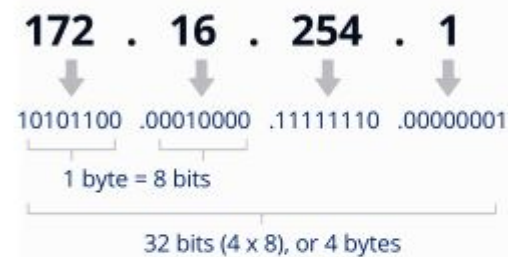 172 . 16 . 254 . 1
10101100 .00010000 .11111110 .00000001
1 byte = 8 bits
32 bits (4 x 8), or 4 bytes